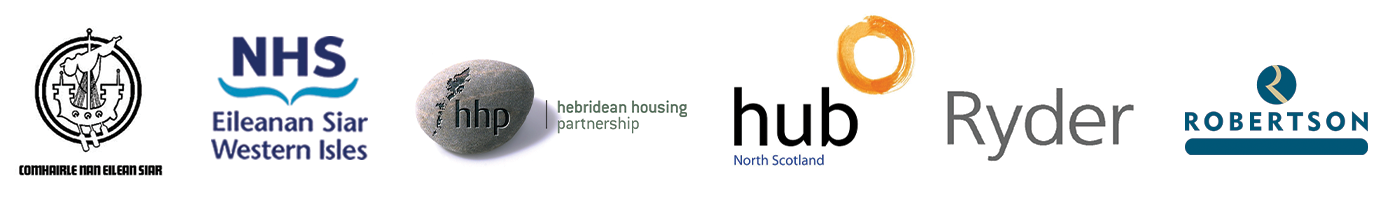 COMHAIRLE NAN EILEAN SIAR
NHS
Eileanan Siar
Western Isles
hhp
hebridean housing
partnership
hub
North Scotland
Ryder
ROBERTSON